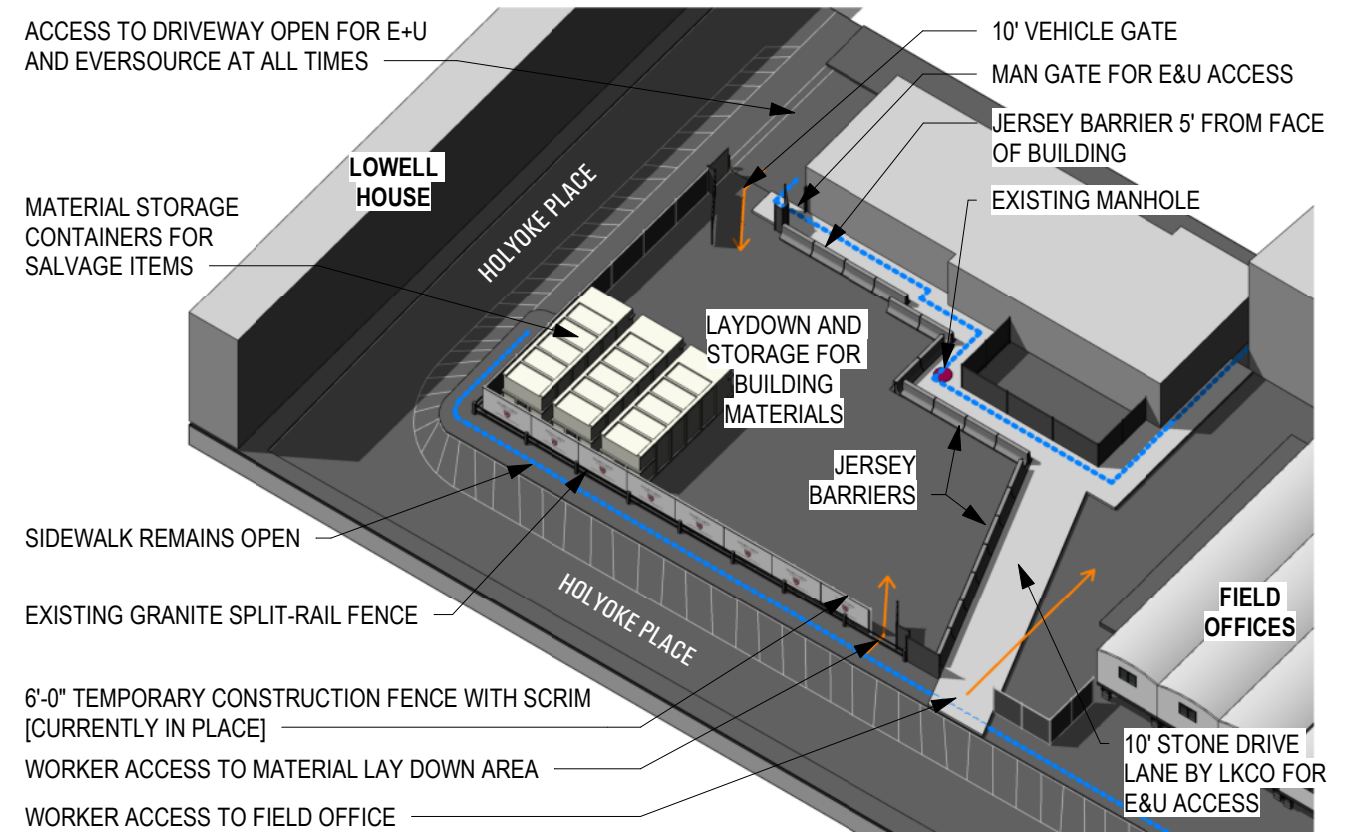 ACCESS TO DRIVEWAY OPEN FOR E+U
AND EVERSOURCE AT ALL TIMES
LOWELL
HOUSE
MATERIAL STORAGE
CONTAINERS FOR
SALVAGE ITEMS
HOLYOKE PLACE
10' VEHICLE GATE
MAN GATE FOR E&U ACCESS
JERSEY BARRIER 5' FROM FACE
OF BUILDING
EXISTING MANHOLE
LAYDOWN AND
STORAGE FOR
BUILDING
MATERIALS
JERSEY
BARRIERS
SIDEWALK REMAINS OPEN
EXISTING GRANITE SPLIT-RAIL FENCE
HOLYOKE PLACE
FIELD
OFFICES
6'-0" TEMPORARY CONSTRUCTION FENCE WITH SCRIM
[CURRENTLY IN PLACE]
WORKER ACCESS TO MATERIAL LAY DOWN AREA
WORKER ACCESS TO FIELD OFFICE
10' STONE DRIVE
LANE BY LKCO FOR
E&U ACCESS